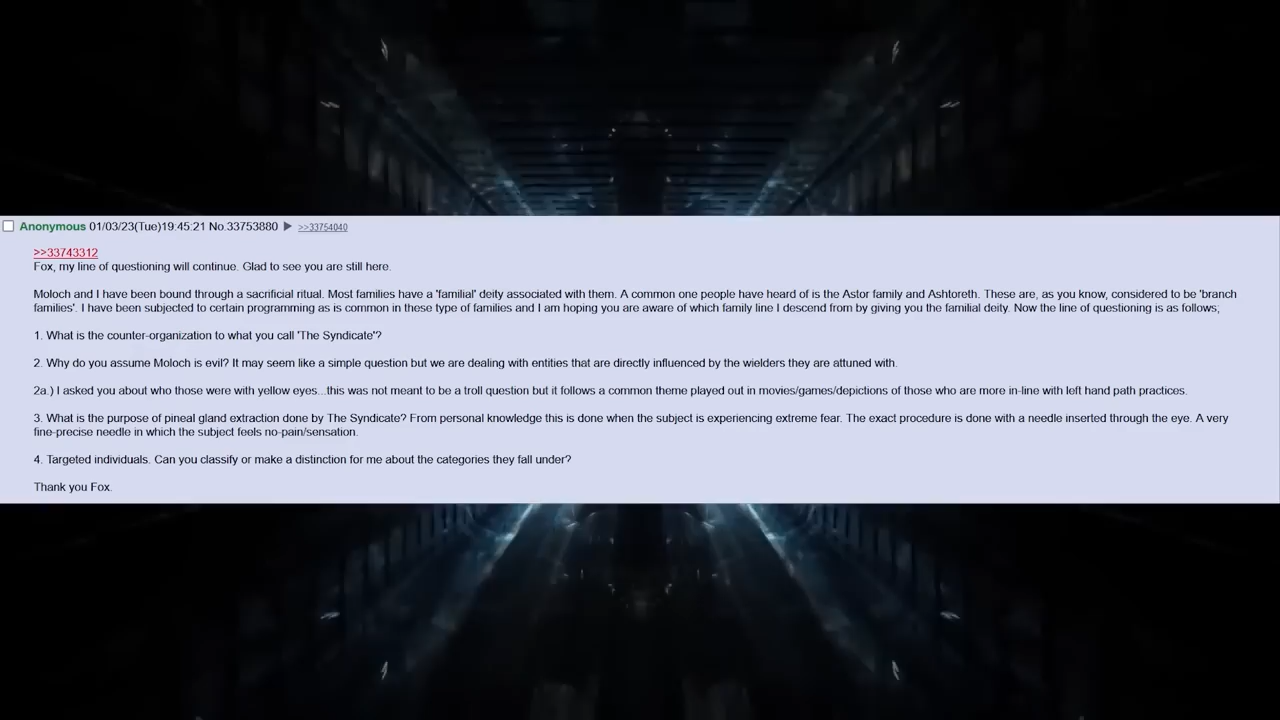 Anonymous 01/03/23(Tue)19:45:21 No.33753880 ▶ >>33754040
>>33743312
Fox, my line of questioning will continue. Glad to see you are still here.
Moloch and I have been bound through a sacrificial ritual. Most families have a 'familial' deity associated with them. A common one people have heard of is the Astor family and Ashtoreth. These are, as you know, considered to be 'branch
families'. I have been subjected to certain programming as is common in these type of families and I am hoping you are aware of which family line I descend from by giving you the familial deity. Now the line of questioning is as follows;
1. What is the counter-organization to what you call 'The Syndicate'?
2. Why do you assume Moloch is evil? It may seem like a simple question but we are dealing with entities that are directly influenced by the wielders they are attuned with.
2a.) I asked you about who those were with yellow eyes...this was not meant to be a troll question but it follows a common theme played out in movies/games/depictions of those who are more in-line with left hand path practices.
3. What is the purpose of pineal gland extraction done by The Syndicate? From personal knowledge this is done when the subject is experiencing extreme fear. The exact procedure is done with a needle inserted through the eye. A very
fine-precise needle in which the subject feels no-pain/sensation.
4. Targeted individuals. Can you classify or make a distinction for me about the categories they fall under?
Thank you Fox.